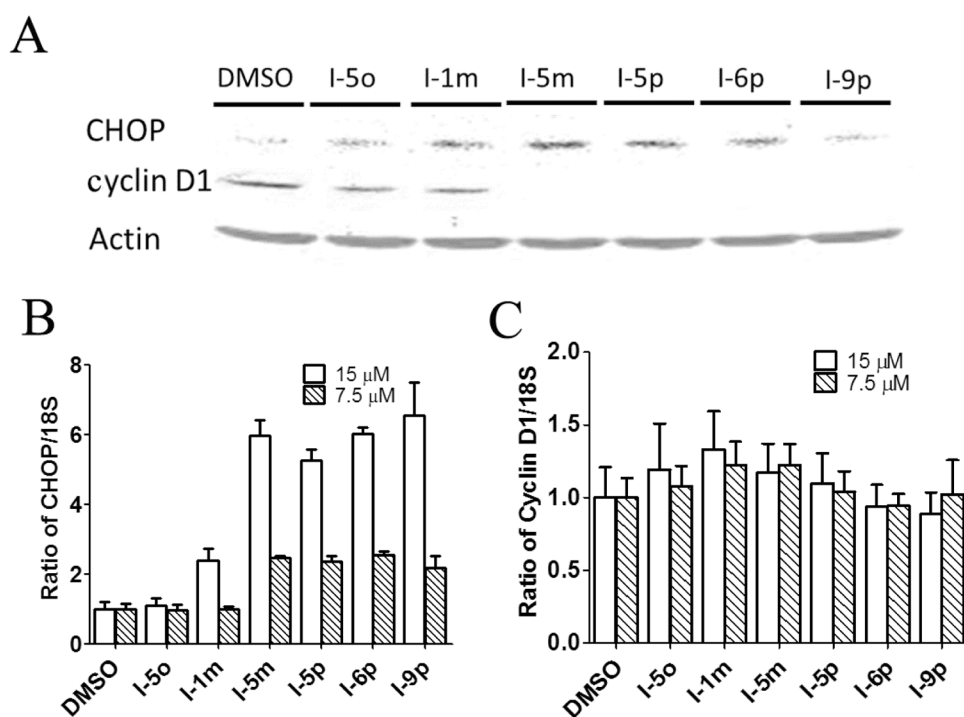 A
DMSO I-5o I-1m I-5m I-5p I-6p I-9p
CHOP
cyclin D1
Actin
B
Ratio of CHOP/18S
8
6
4
2
0
15 μM
7.5 μM
DMSO I-5o I-1m I-5m I-5p I-6p I-9p
C
Ratio of Cyclin D1/18S
2.0
1.5
1.0
0.5
0.0
15 μM
7.5 μM
DMSO I-5o I-1m I-5m I-5p I-6p I-9p